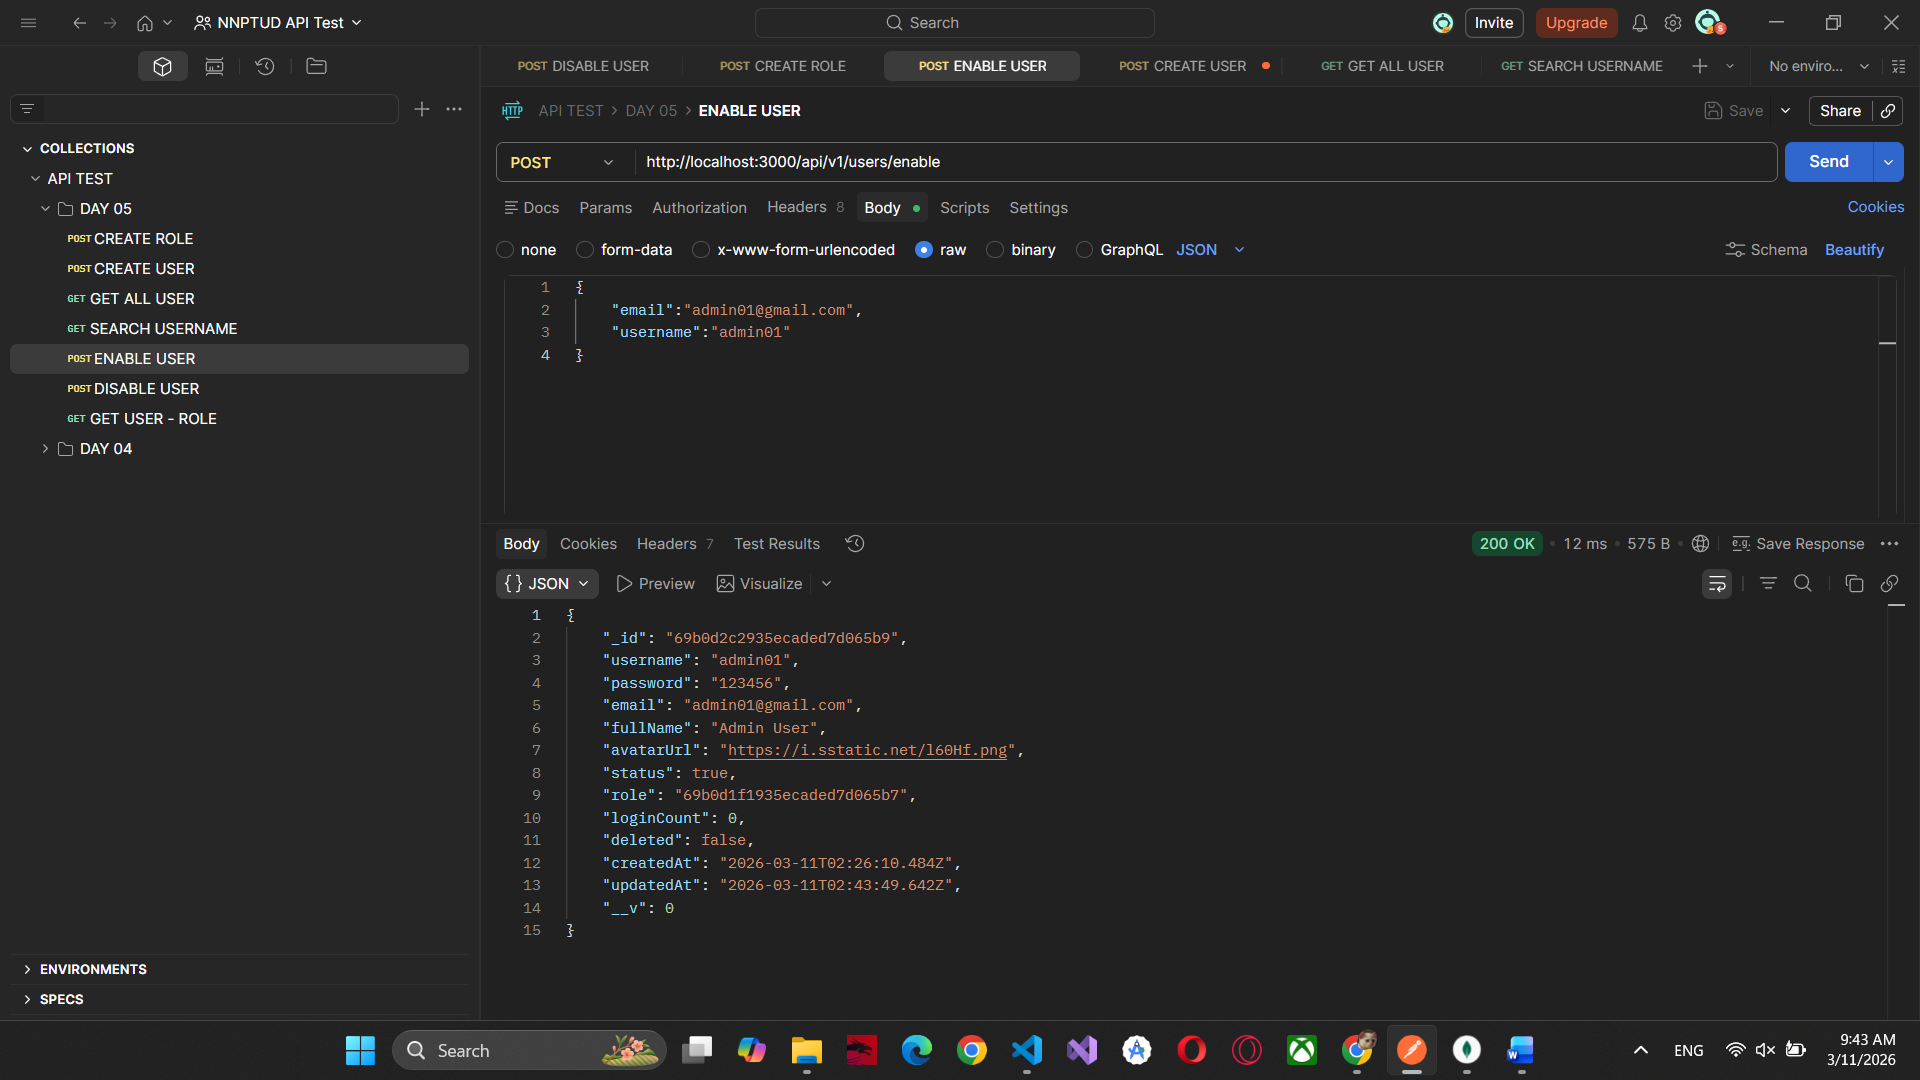 NNPTUD API Test
Search
Invite
Upgrade
POST DISABLE USER
POST CREATE ROLE
POST ENABLE USER
POST CREATE USER
GET GET ALL USER
GET SEARCH USERNAME
No enviro...
API TEST > DAY 05 > ENABLE USER
Save
Share
COLLECTIONS
API TEST
DAY 05
POST CREATE ROLE
POST CREATE USER
GET GET ALL USER
GET SEARCH USERNAME
POST ENABLE USER
POST DISABLE USER
GET GET USER - ROLE
DAY 04
ENVIRONMENTS
SPECS
HTTP
POST
http://localhost:3000/api/v1/users/enable
Send
Docs Params Authorization Headers 8 Body Scripts Settings
Cookies
none form-data x-www-form-urlencoded raw binary GraphQL JSON
Schema Beautify
1 {
2 "email":"admin01@gmail.com",
3 "username":"admin01"
4 }
Body Cookies Headers 7 Test Results
200 OK 12 ms 575 B e.g. Save Response
{} JSON Preview Visualize
1 {
2 "_id": "69b0d2c2935ecaded7d065b9",
3 "username": "admin01",
4 "password": "123456",
5 "email": "admin01@gmail.com",
6 "fullName": "Admin User",
7 "avatarUrl": "https://i.sstatic.net/l60Hf.png",
8 "status": true,
9 "role": "69b0d1f1935ecaded7d065b7",
10 "loginCount": 0,
11 "deleted": false,
12 "createdAt": "2026-03-11T02:26:10.484Z",
13 "updatedAt": "2026-03-11T02:43:49.642Z",
14 "__v": 0
15 }
Search
ENG
9:43 AM
3/11/2026